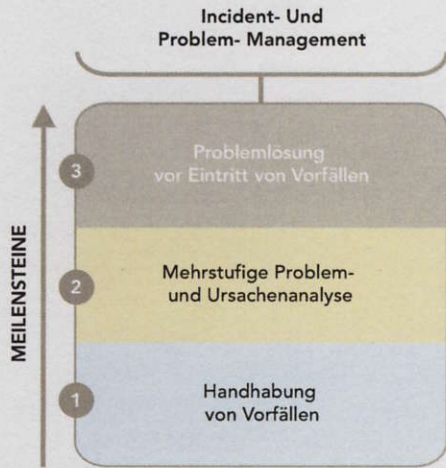 Incident- Und
Problem- Management
MEILENSTEINE
3
Problemlösung
vor Eintritt von Vorfällen
2
Mehrstufige Problem-
und Ursachenanalyse
1
Handhabung
von Vorfällen